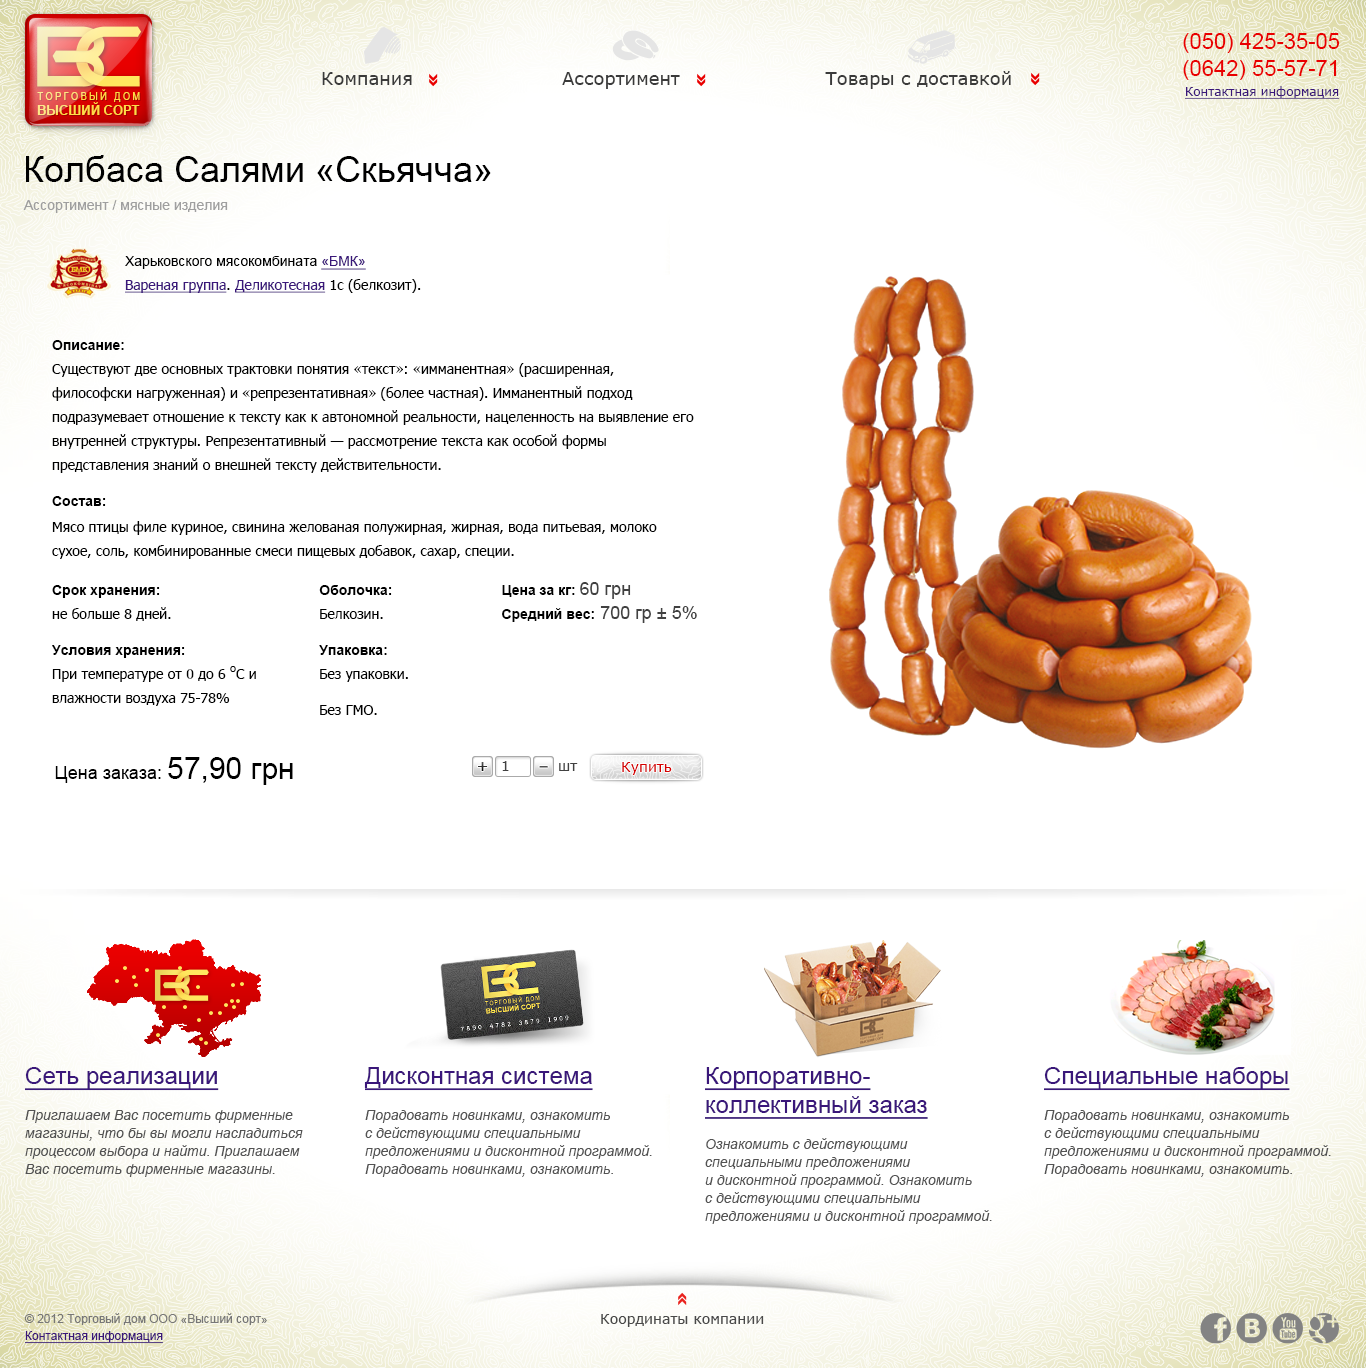 ТОРГОВЫЙ ДОМ
ВЫСШИЙ СОРТ
Компания
Ассортимент
Товары с доставкой
(050) 425-35-05
(0642) 55-57-71
Контактная информация
Колбаса Салями «Скьячча»
Ассортимент / мясные изделия
БМК
Харьковского мясокомбината «БМК»
Вареная группа. Деликотесная 1с (белкозит).
Описание:
Существуют две основных трактовки понятия «текст»: «имманентная» (расширенная,
философски нагруженная) и «репрезентативная» (более частная). Имманентный подход
подразумевает отношение к тексту как к автономной реальности, нацеленность на выявление его
внутренней структуры. Репрезентативный — рассмотрение текста как особой формы
представления знаний о внешней тексту действительности.
Состав:
Мясо птицы филе куриное, свинина желованая полужирная, жирная, вода питьевая, молоко
сухое, соль, комбинированные смеси пищевых добавок, сахар, специи.
Срок хранения:
не больше 8 дней.
Условия хранения:
При температуре от 0 до 6 °С и
влажности воздуха 75-78%
Оболочка:
Белкозин.
Упаковка:
Без упаковки.
Без ГМО.
Цена за кг: 60 грн
Средний вес: 700 гр ± 5%
Цена заказа: 57,90 грн
+ 1 − шт
Купить
ВС
ВС
ТОРГОВЫЙ ДОМ
ВЫСШИЙ СОРТ
7890 4782 3879 1909
ВС
Сеть реализации
Приглашаем Вас посетить фирменные
магазины, что бы вы могли насладиться
процессом выбора и найти. Приглашаем
Вас посетить фирменные магазины.
Дисконтная система
Порадовать новинками, ознакомить
с действующими специальными
предложениями и дисконтной программой.
Порадовать новинками, ознакомить.
Корпоративно-
коллективный заказ
Ознакомить с действующими
специальными предложениями
и дисконтной программой. Ознакомить
с действующими специальными
предложениями и дисконтной программой.
Специальные наборы
Порадовать новинками, ознакомить
с действующими специальными
предложениями и дисконтной программой.
Порадовать новинками, ознакомить.
© 2012 Торговый дом ООО «Высший сорт»
Контактная информация
Координаты компании
f
В
You
Tube
g+